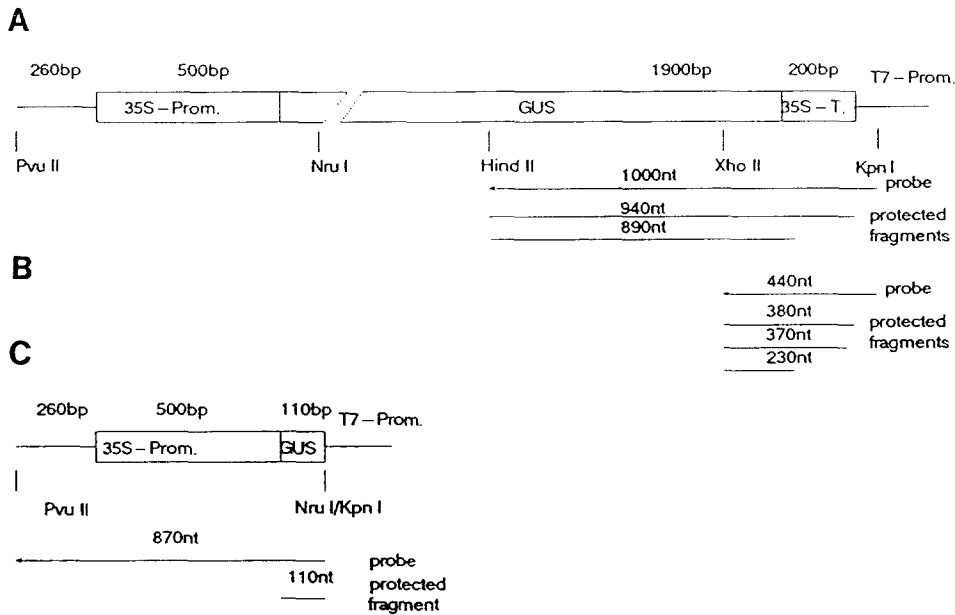 A
260bp 500bp 1900bp 200bp T7-Prom.
35S-Prom. GUS 35S-T.
Pvu II Nru I Hind II Xho II Kpn I
1000nt probe
940nt protected
890nt fragments
B
440nt probe
380nt protected
370nt fragments
230nt
C
260bp 500bp 110bp T7-Prom.
35S-Prom. GUS
Pvu II Nru I/Kpn I
870nt probe
110nt protected
fragment